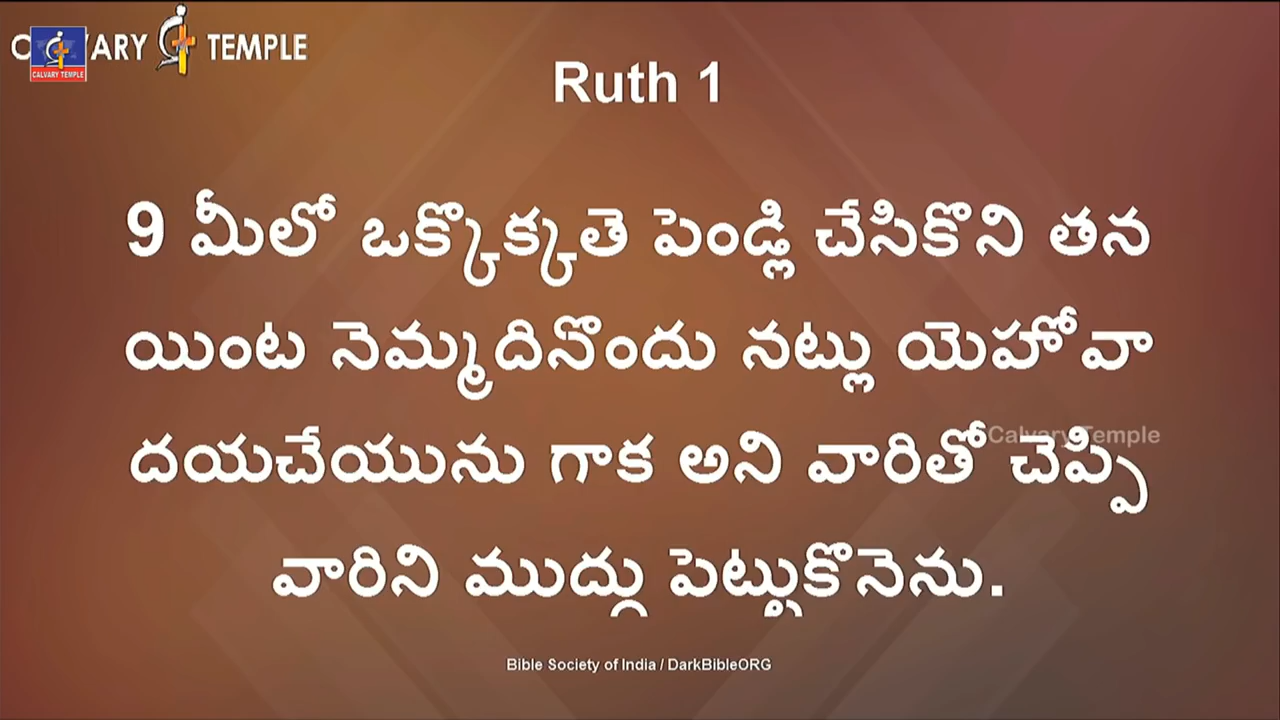 CALVARY TEMPLE
CALVARY TEMPLE
Ruth 1
9 మీలో ఒక్కొక్కతె పెండ్లి చేసికొని తన
యింట నెమ్మదినొందు నట్లు యెహోవా
దయచేయును గాక అని వారితో చెప్పి
Calvary Temple
వారిని ముద్దు పెట్టుకొనెను.
Bible Society of India / DarkBibleORG